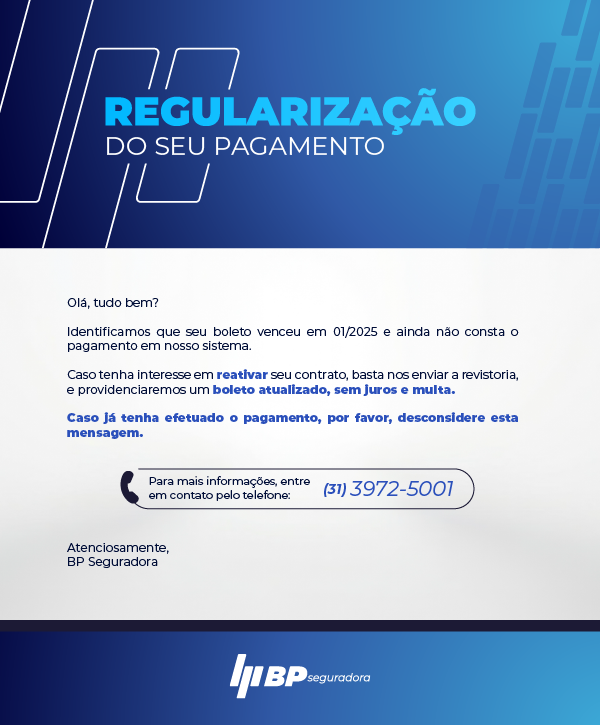 REGULARIZAÇÃO
DO SEU PAGAMENTO
Olá, tudo bem?
Identificamos que seu boleto venceu em 01/2025 e ainda não consta o
pagamento em nosso sistema.
Caso tenha interesse em reativar seu contrato, basta nos enviar a revistoria,
e providenciaremos um boleto atualizado, sem juros e multa.
Caso já tenha efetuado o pagamento, por favor, desconsidere esta
mensagem.
Para mais informações, entre
em contato pelo telefone:
(31) 3972-5001
Atenciosamente,
BP Seguradora
BP seguradora